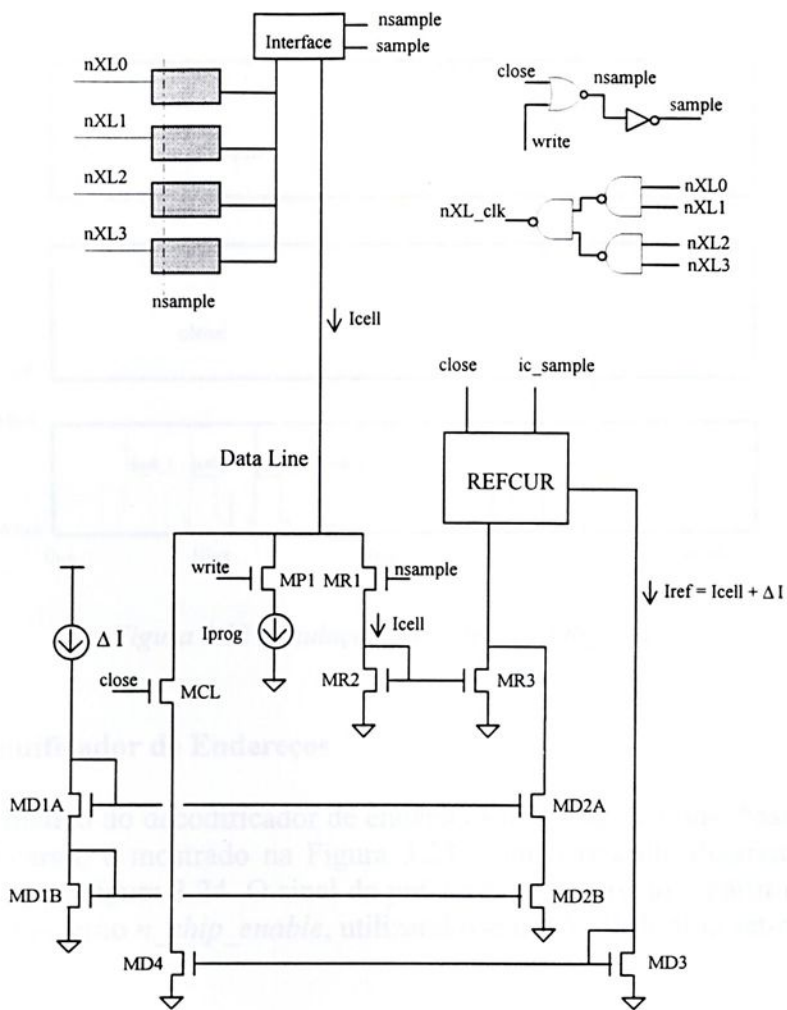 nsample
sample
Interface
nXL0
nXL1
nXL2
nXL3
nsample
close
nsample
sample
write
nXL_clk
nXL0
nXL1
nXL2
nXL3
Icell
close
ic_sample
Data Line
REFCUR
write
MP1
MR1
nsample
Iref = Icell + Δ I
Δ I
Iprog
Icell
close
MCL
MR2
MR3
MD1A
MD2A
MD1B
MD2B
MD4
MD3